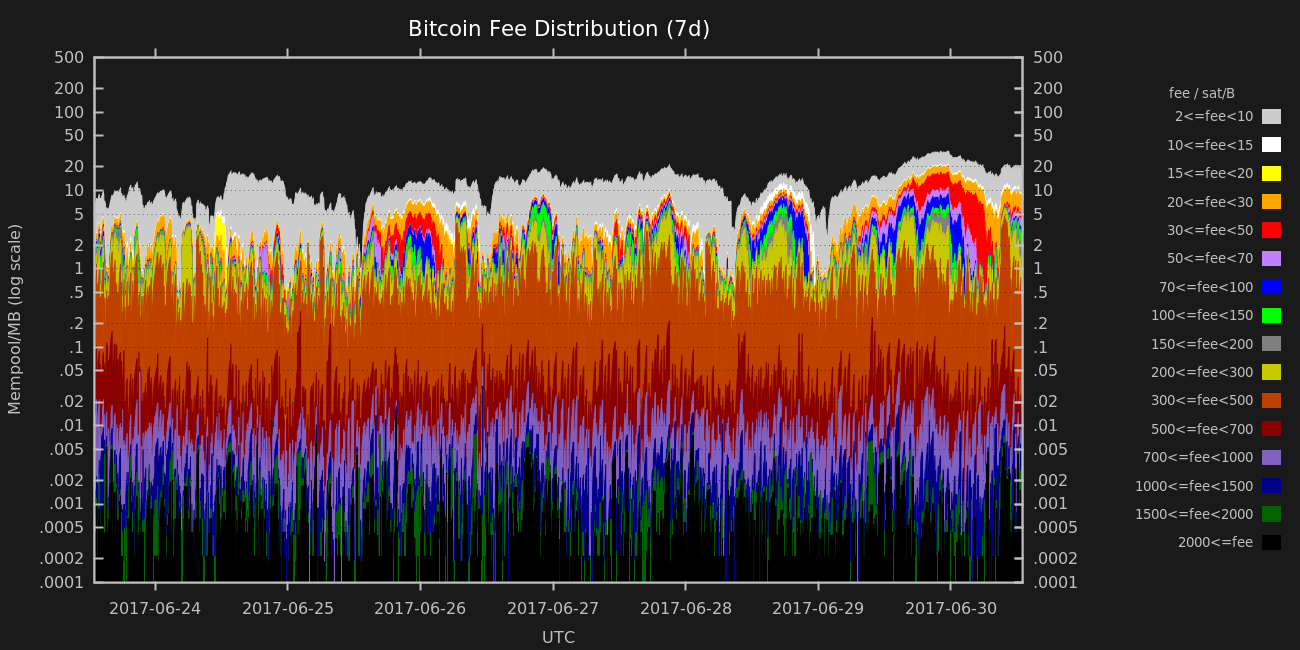 Bitcoin Fee Distribution (7d)
500
200
100
50
20
10
5
2
1
.5
.2
.1
.05
.02
.01
.005
.002
.001
.0005
.0002
.0001
Mempool/MB (log scale)
500
200
100
50
20
10
5
2
1
.5
.2
.1
.05
.02
.01
.005
.002
.001
.0005
.0002
.0001
2017-06-24 2017-06-25 2017-06-26 2017-06-27 2017-06-28 2017-06-29 2017-06-30
UTC
fee / sat/B
2<=fee<10
10<=fee<15
15<=fee<20
20<=fee<30
30<=fee<50
50<=fee<70
70<=fee<100
100<=fee<150
150<=fee<200
200<=fee<300
300<=fee<500
500<=fee<700
700<=fee<1000
1000<=fee<1500
1500<=fee<2000
2000<=fee